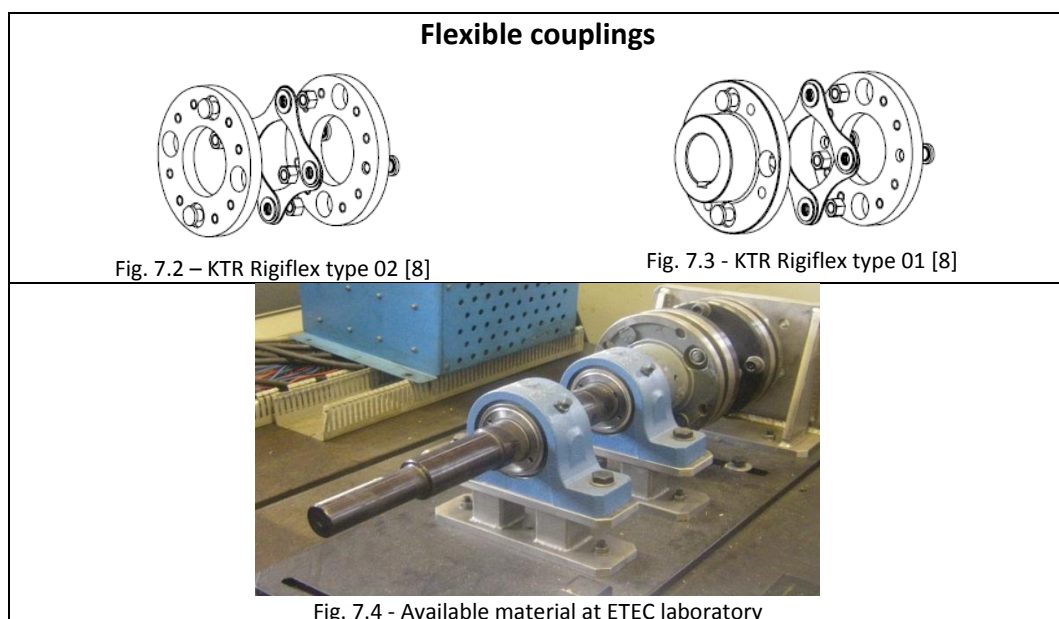 Flexible couplings
Fig. 7.2 – KTR Rigiflex type 02 [8]
Fig. 7.3 - KTR Rigiflex type 01 [8]
Fig. 7.4 - Available material at ETEC laboratory